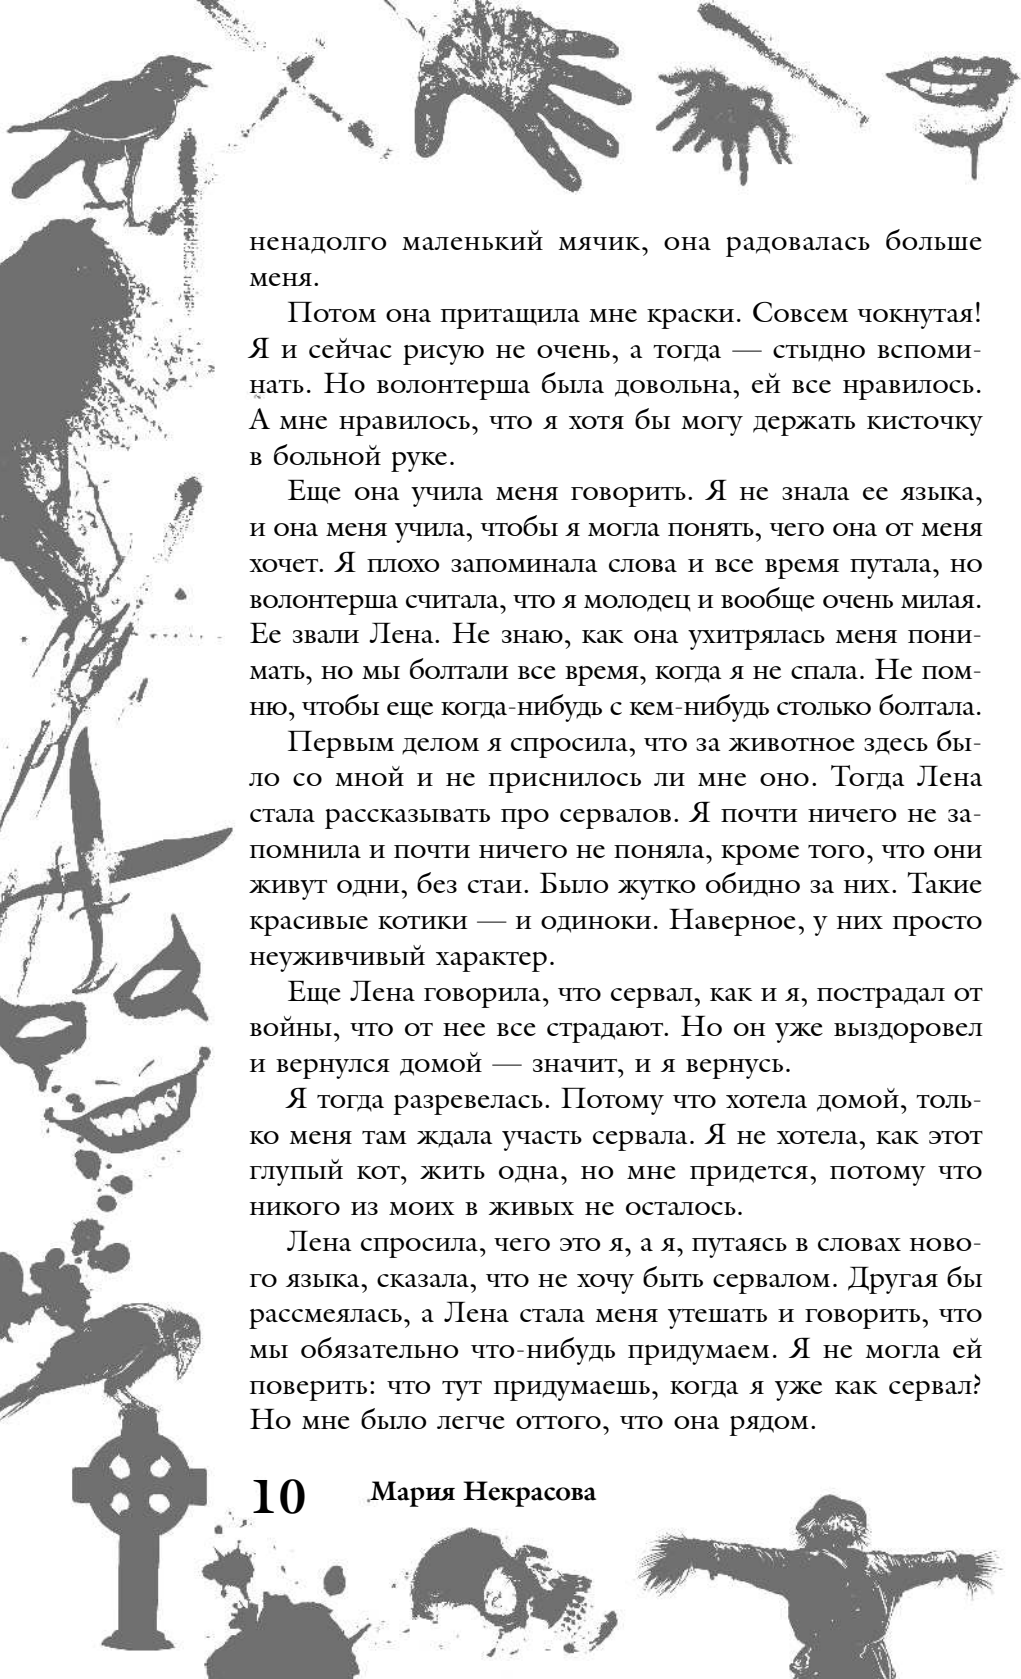 ненадолго маленький мячик, она радовалась больше
меня.
Потом она притащила мне краски. Совсем чокнутая!
Я и сейчас рисую не очень, а тогда — стыдно вспоми-
нать. Но волонтерша была довольна, ей все нравилось.
А мне нравилось, что я хотя бы могу держать кисточку
в больной руке.
Еще она учила меня говорить. Я не знала ее языка,
и она меня учила, чтобы я могла понять, чего она от меня
хочет. Я плохо запоминала слова и все время путала, но
волонтерша считала, что я молодец и вообще очень милая.
Ее звали Лена. Не знаю, как она ухитрялась меня пони-
мать, но мы болтали все время, когда я не спала. Не пом-
ню, чтобы еще когда-нибудь с кем-нибудь столько болтала.
Первым делом я спросила, что за животное здесь бы-
ло со мной и не приснилось ли мне оно. Тогда Лена
стала рассказывать про сервалов. Я почти ничего не за-
помнила и почти ничего не поняла, кроме того, что они
живут одни, без стаи. Было жутко обидно за них. Такие
красивые котики — и одиноки. Наверное, у них просто
неуживчивый характер.
Еще Лена говорила, что сервал, как и я, пострадал от
войны, что от нее все страдают. Но он уже выздоровел
и вернулся домой — значит, и я вернусь.
Я тогда разревелась. Потому что хотела домой, толь-
ко меня там ждала участь сервала. Я не хотела, как этот
глупый кот, жить одна, но мне придется, потому что
никого из моих в живых не осталось.
Лена спросила, чего это я, а я, путаясь в словах ново-
го языка, сказала, что не хочу быть сервалом. Другая бы
рассмеялась, а Лена стала меня утешать и говорить, что
мы обязательно что-нибудь придумаем. Я не могла ей
поверить: что тут придумаешь, когда я уже как сервал?
Но мне было легче оттого, что она рядом.
10 Мария Некрасова